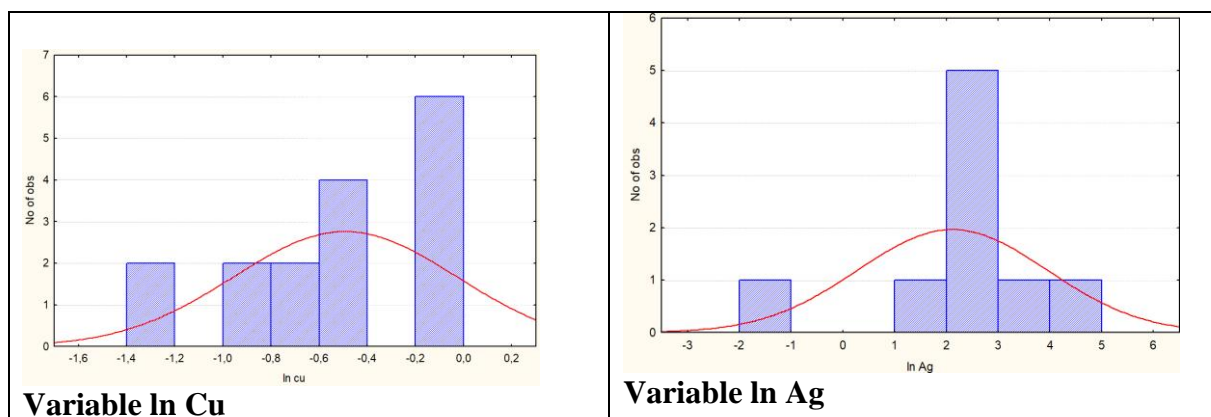 7
6
5
4
3
2
1
0
No of obs
-1,6 -1,4 -1,2 -1,0 -0,8 -0,6 -0,4 -0,2 0,0 0,2
ln cu
Variable ln Cu
6
5
4
3
2
1
0
No of obs
-3 -2 -1 0 1 2 3 4 5 6
ln Ag
Variable ln Ag